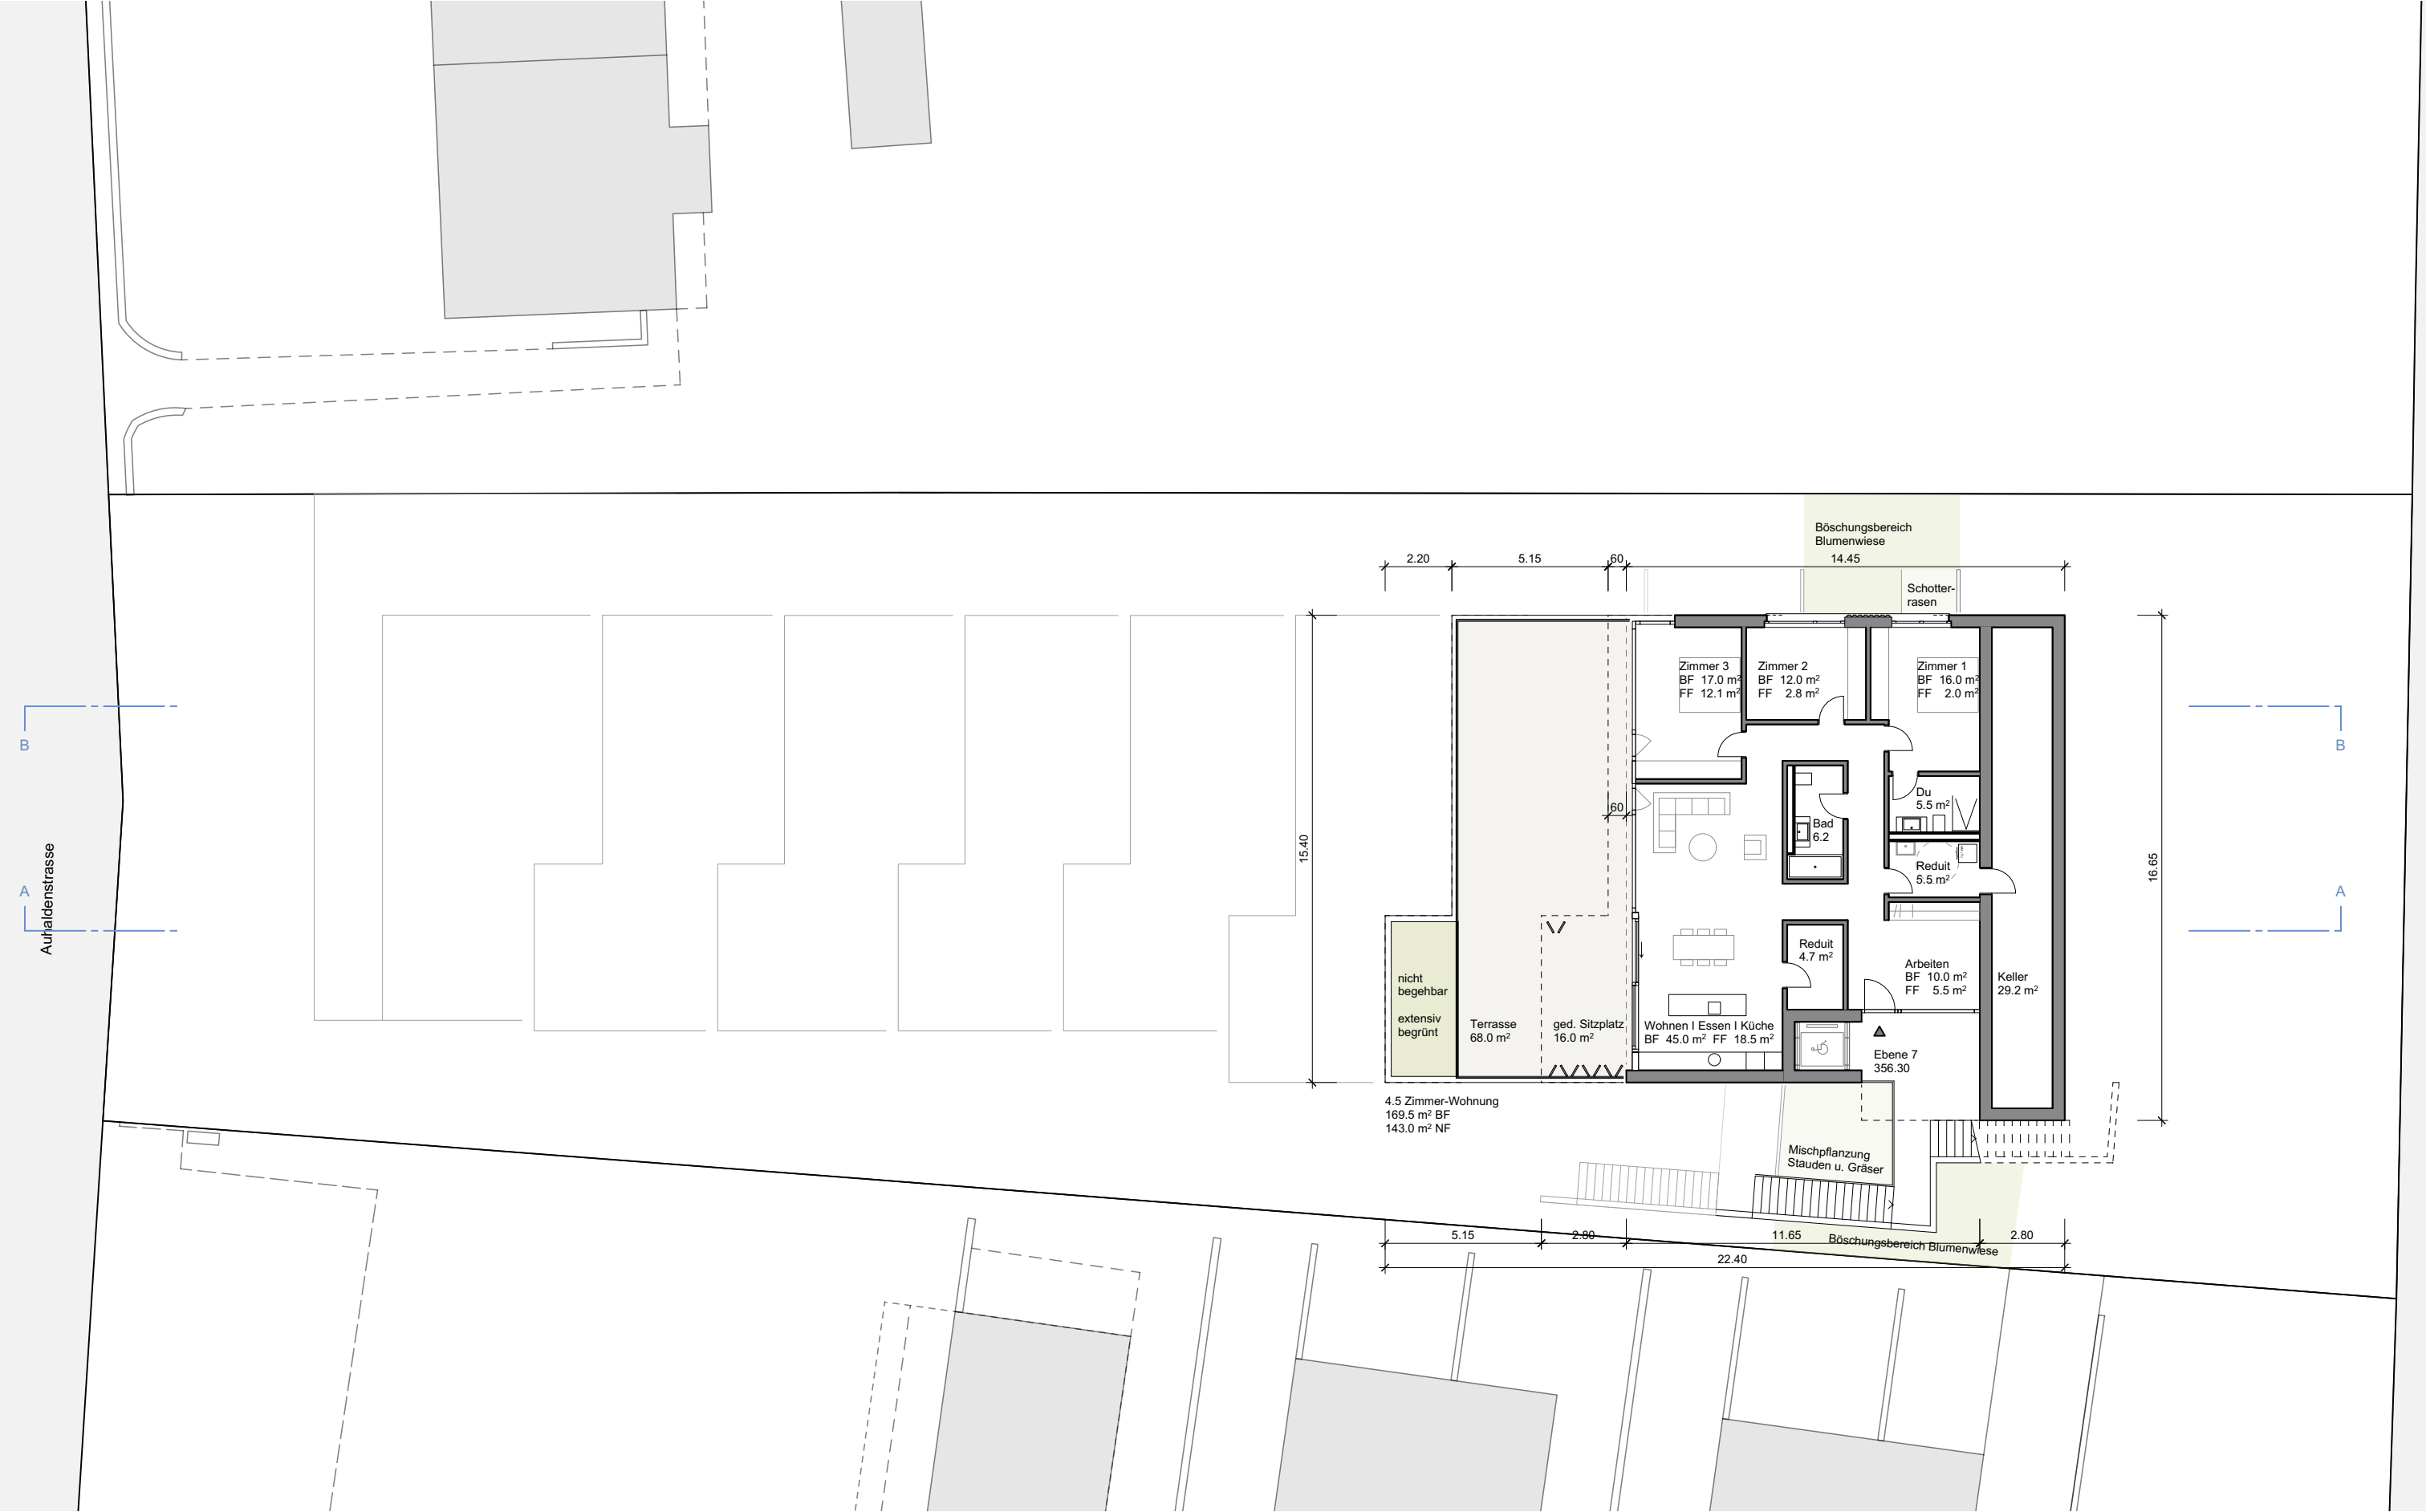 Böschungsbereich
Blumenwiese
2.20
5.15
60
14.45
Schotter-
rasen
Zimmer 3
BF 17.0 m²
FF 12.1 m²
Zimmer 2
BF 12.0 m²
FF 2.8 m²
Zimmer 1
BF 16.0 m²
FF 2.0 m²
B
B
Du
5.5 m²
60
Bad
6.2
15.40
16.65
Reduit
5.5 m²
A
A
Auhaldenstrasse
Reduit
4.7 m²
Arbeiten
BF 10.0 m²
FF 5.5 m²
Keller
29.2 m²
nicht
begehbar
extensiv
begrünt
Terrasse
68.0 m²
ged. Sitzplatz
16.0 m²
Wohnen I Essen I Küche
BF 45.0 m² FF 18.5 m²
Ebene 7
356.30
4.5 Zimmer-Wohnung
169.5 m² BF
143.0 m² NF
Mischpflanzung
Stauden u. Gräser
5.15
2.80
11.65
Böschungsbereich Blumenwiese
2.80
22.40